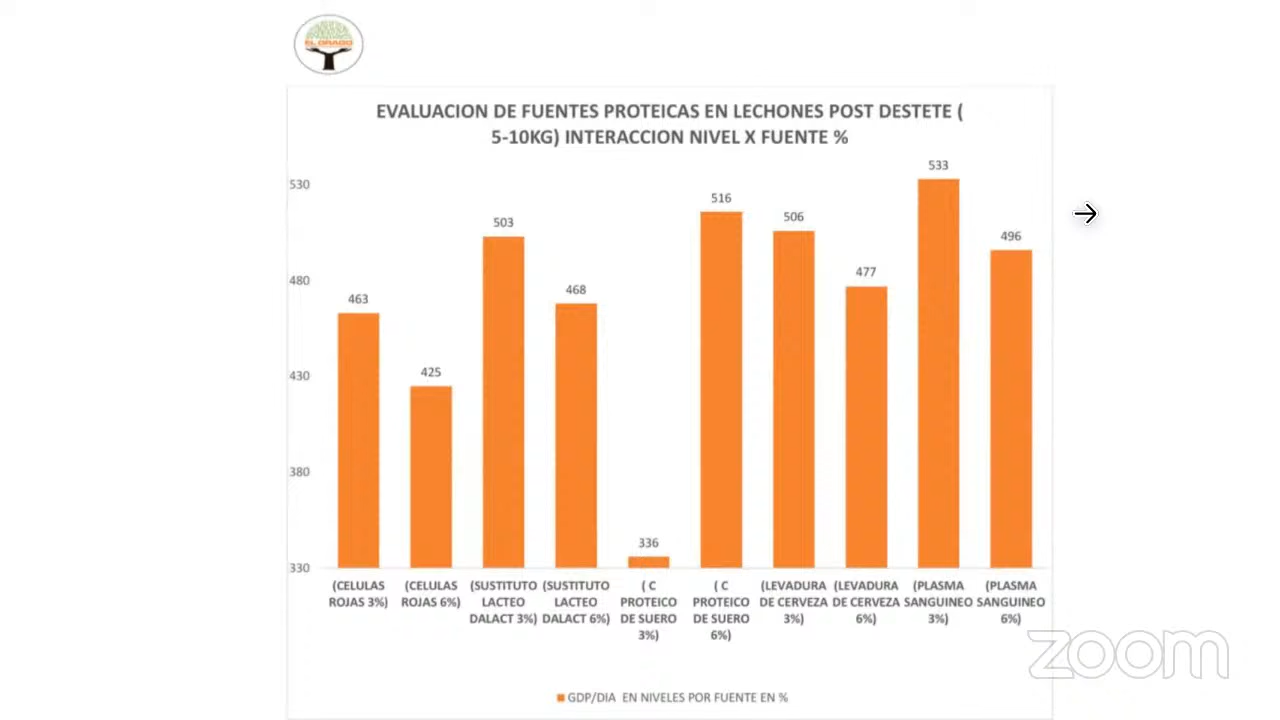 EL DRAGO
EVALUACION DE FUENTES PROTEICAS EN LECHONES POST DESTETE (
5-10KG) INTERACCION NIVEL X FUENTE %
530
480
430
380
330
463
425
503
468
336
516
506
477
533
496
(CELULAS
ROJAS 3%)
(CELULAS
ROJAS 6%)
(SUSTITUTO
LACTEO
DALACT 3%)
(SUSTITUTO
LACTEO
DALACT 6%)
( C
PROTEICO
DE SUERO
3%)
( C
PROTEICO
DE SUERO
6%)
(LEVADURA
DE CERVEZA
3%)
(LEVADURA
DE CERVEZA
6%)
(PLASMA
SANGUINEO
3%)
(PLASMA
SANGUINEO
6%)
GDP/DIA EN NIVELES POR FUENTE EN %
zoom